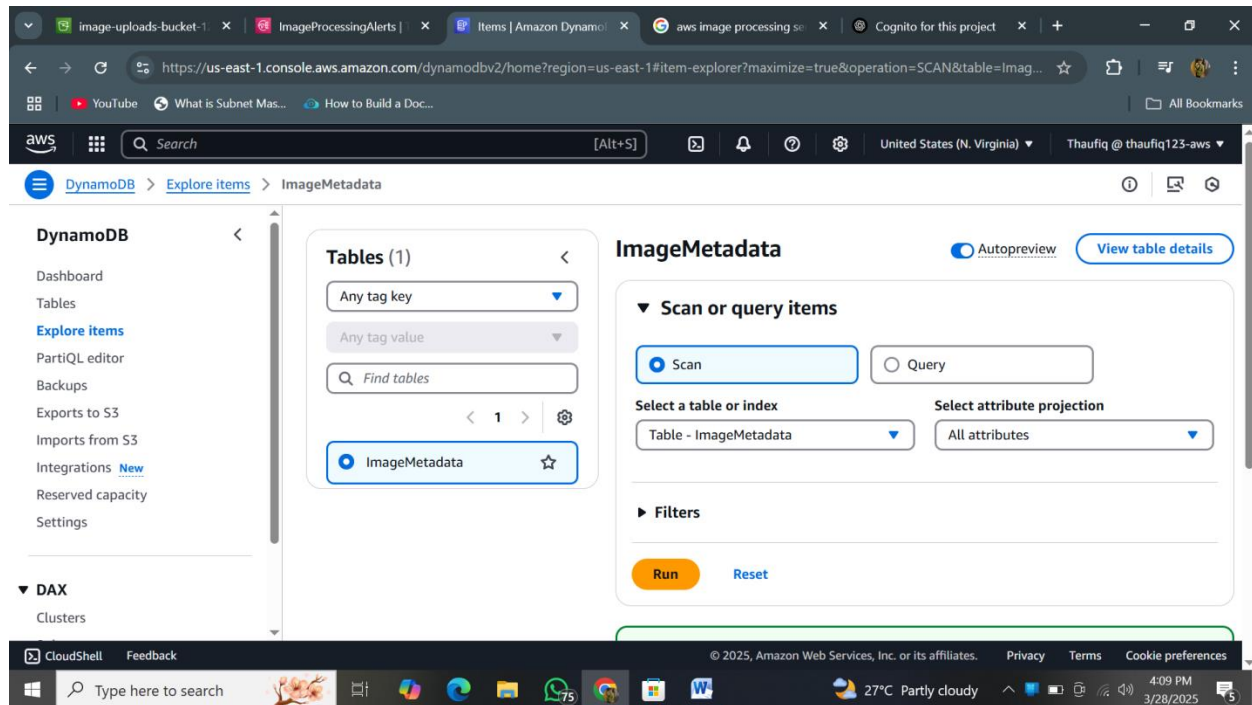 image-uploads-bucket-1
ImageProcessingAlerts |
Items | Amazon Dynamo
aws image processing se
Cognito for this project
https://us-east-1.console.aws.amazon.com/dynamodbv2/home?region=us-east-1#item-explorer?maximize=true&operation=SCAN&table=Imag...
YouTube
What is Subnet Mas...
How to Build a Doc...
All Bookmarks
aws
Search
[Alt+S]
United States (N. Virginia)
Thaufiq @ thaufiq123-aws
DynamoDB > Explore items > ImageMetadata
DynamoDB
Dashboard
Tables
Explore items
PartiQL editor
Backups
Exports to S3
Imports from S3
Integrations New
Reserved capacity
Settings
DAX
Clusters
Tables (1)
Any tag key
Any tag value
Find tables
1
ImageMetadata
ImageMetadata
Autopreview
View table details
Scan or query items
Scan
Query
Select a table or index
Select attribute projection
Table - ImageMetadata
All attributes
Filters
Run
Reset
CloudShell
Feedback
© 2025, Amazon Web Services, Inc. or its affiliates.
Privacy
Terms
Cookie preferences
Type here to search
75
27°C Partly cloudy
4:09 PM
3/28/2025
5